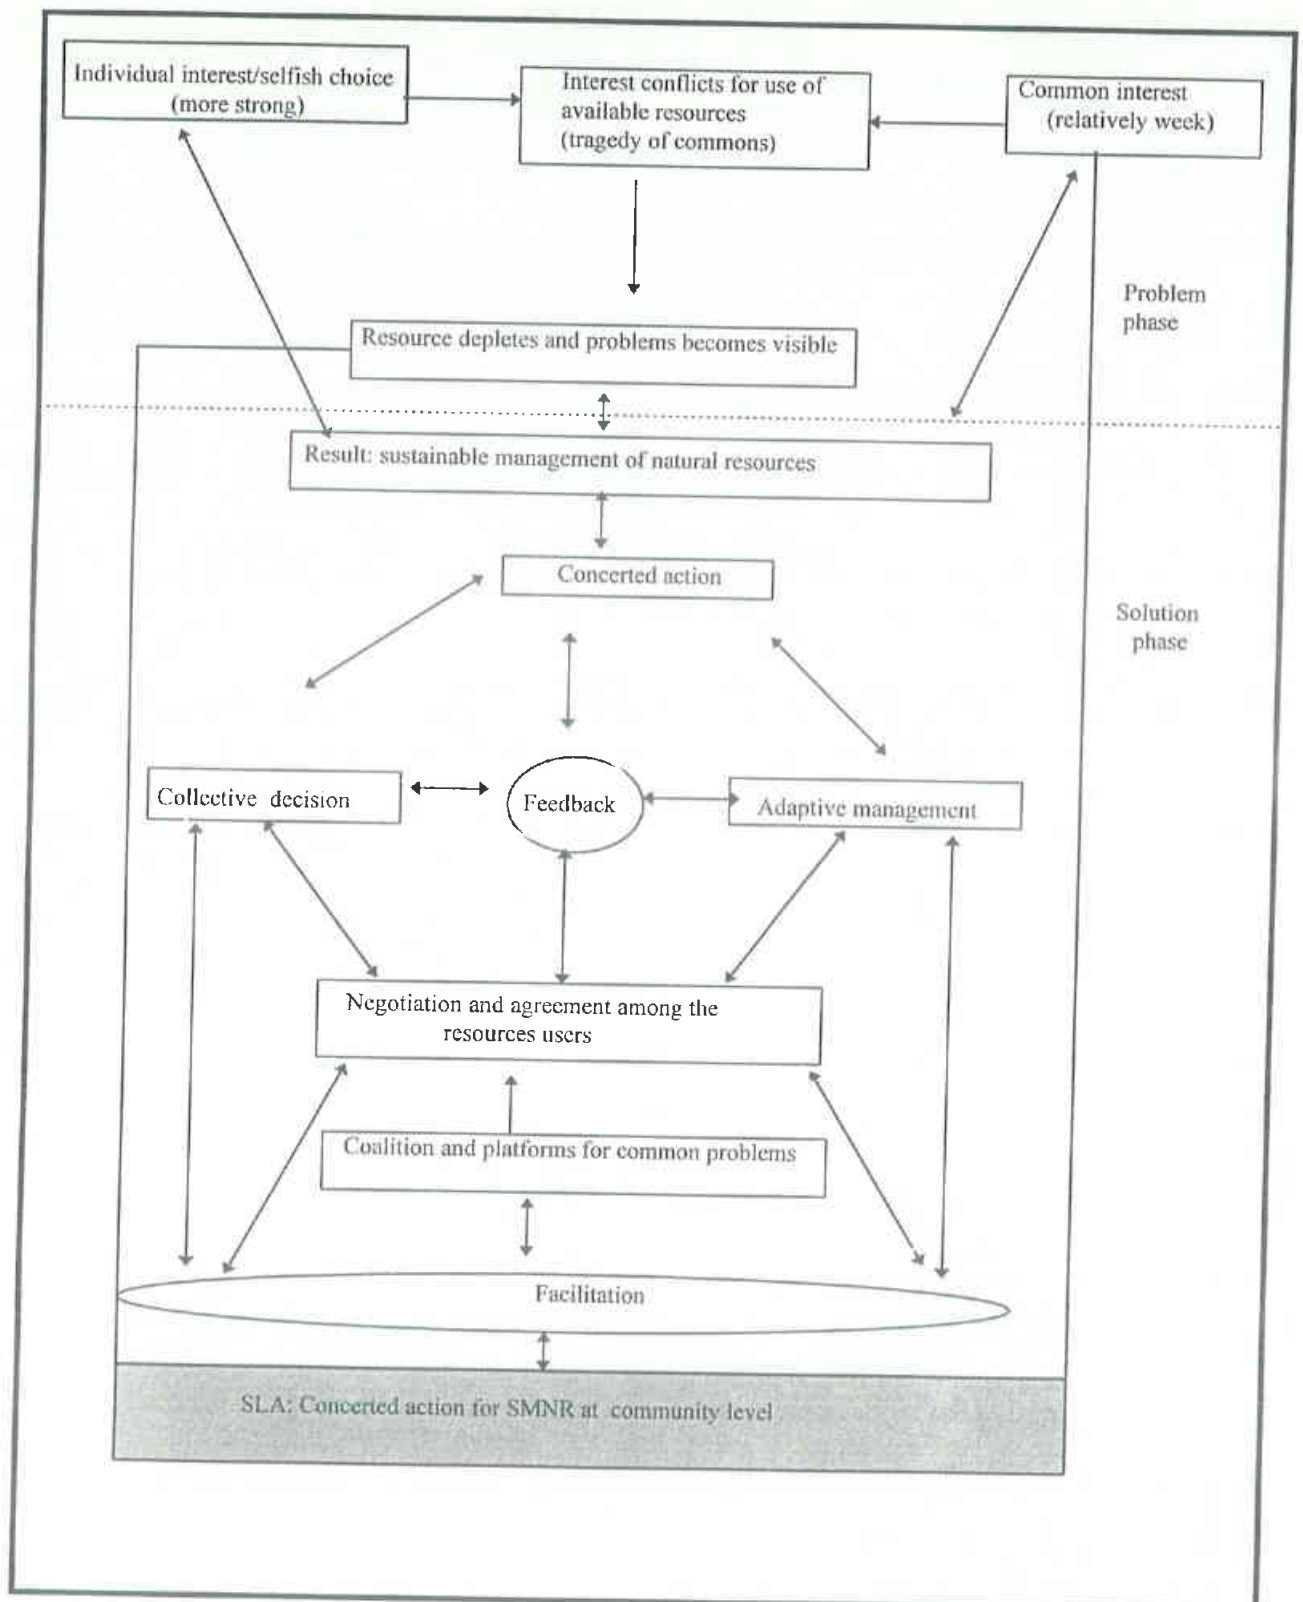 Individual interest/selfish choice
(more strong)
Interest conflicts for use of
available resources
(tragedy of commons)
Common interest
(relatively week)
Problem
phase
Resource depletes and problems becomes visible
Result: sustainable management of natural resources
Concerted action
Solution
phase
Collective decision
Feedback
Adaptive management
Negotiation and agreement among the
resources users
Coalition and platforms for common problems
Facilitation
SLA: Concerted action for SMNR at community level